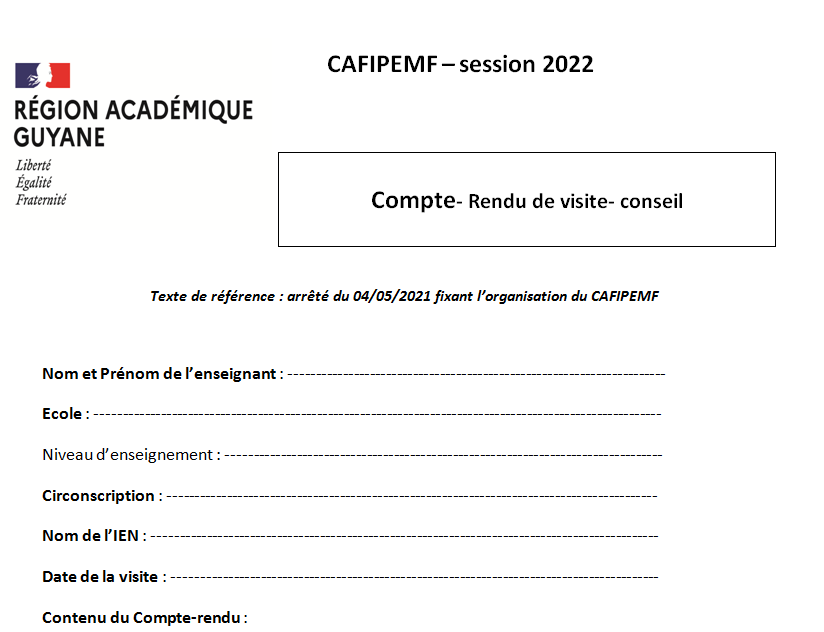 CAFIPEMF – session 2022
RÉGION ACADÉMIQUE
GUYANE
Liberté
Égalité
Fraternité
Compte- Rendu de visite- conseil
Texte de référence : arrêté du 04/05/2021 fixant l’organisation du CAFIPEMF
Nom et Prénom de l’enseignant : ----------------------------------------------------------------
Ecole : ------------------------------------------------------------------------------------------------
Niveau d’enseignement : --------------------------------------------------------------------------
Circonscription : -----------------------------------------------------------------------------------
Nom de l’IEN : --------------------------------------------------------------------------------------
Date de la visite : ----------------------------------------------------------------------------------
Contenu du Compte-rendu :